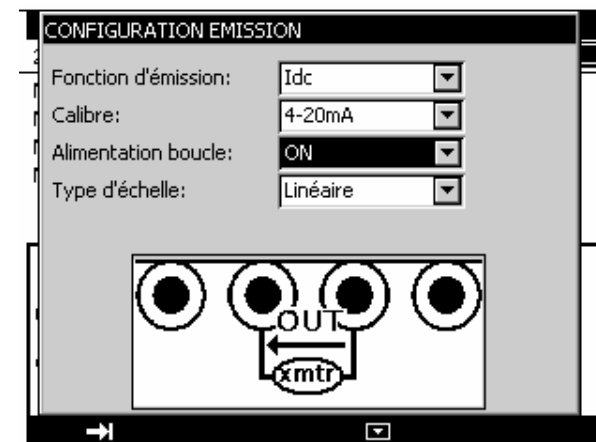 CONFIGURATION EMISSION
Fonction d'émission: Idc
Calibre: 4-20mA
Alimentation boucle: ON
Type d'échelle: Linéaire
OUT
xmtr